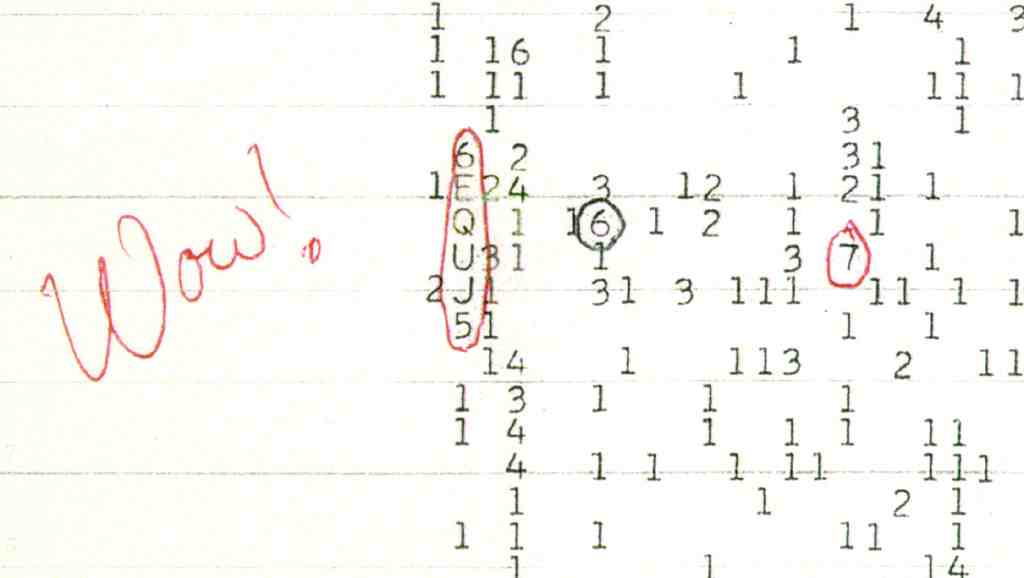 1 2 1 4 3
1 16 1 1 1
1 11 1 1 11 1
1 3 1
6 2 31
1E24 3 12 1 21 1
Wow! Q 1 16 1 2 1 1 1
U31 1 3 7 1
2J1 31 3 111 11 1 1
51 1 1
14 1 113 2 11
1 3 1 1 1
1 4 1 1 1 11
4 1 1 1 11 111
1 1 2 1
1 1 1 11 1
1 1 14